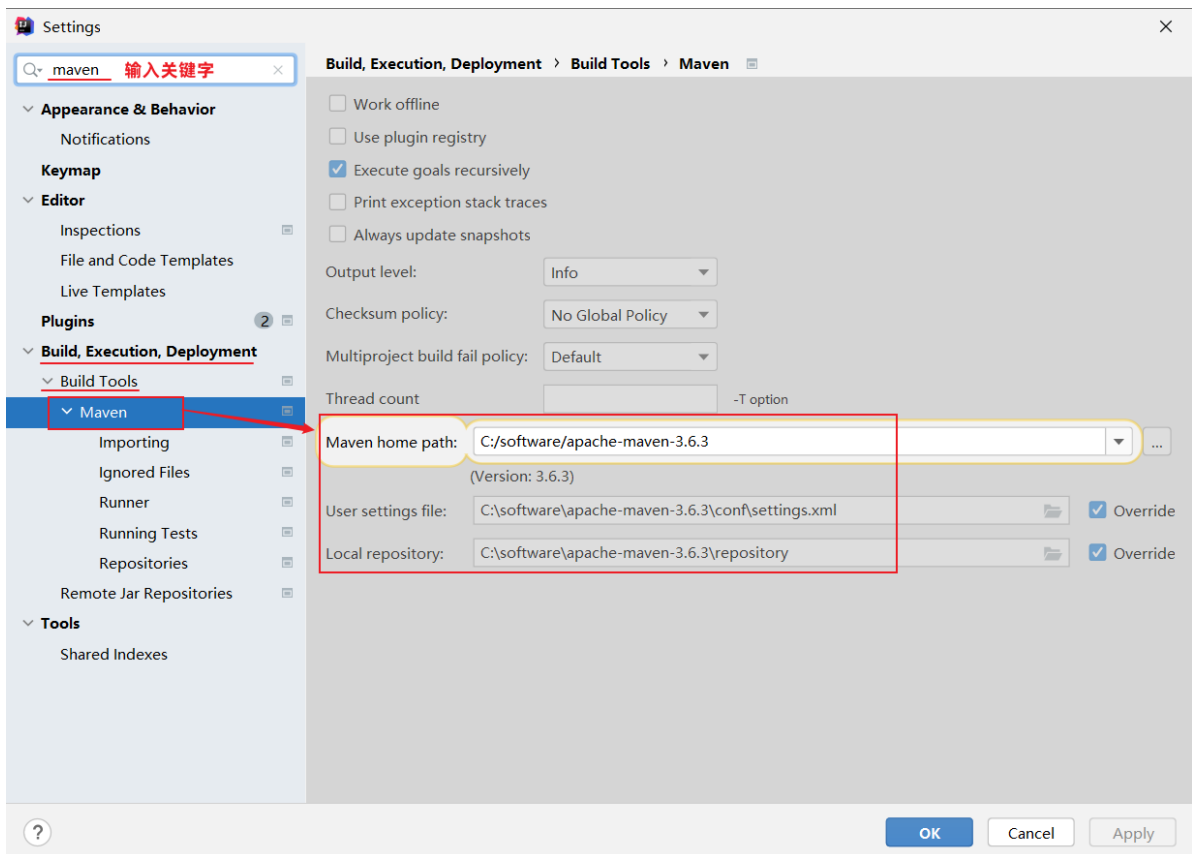 Settings
maven 输入关键字
Appearance & Behavior
Notifications
Keymap
Editor
Inspections
File and Code Templates
Live Templates
Plugins 2
Build, Execution, Deployment
Build Tools
Maven
Importing
Ignored Files
Runner
Running Tests
Repositories
Remote Jar Repositories
Tools
Shared Indexes
Build, Execution, Deployment › Build Tools › Maven
Work offline
Use plugin registry
Execute goals recursively
Print exception stack traces
Always update snapshots
Output level: Info
Checksum policy: No Global Policy
Multiproject build fail policy: Default
Thread count -T option
Maven home path: C:/software/apache-maven-3.6.3 ...
(Version: 3.6.3)
User settings file: C:\software\apache-maven-3.6.3\conf\settings.xml Override
Local repository: C:\software\apache-maven-3.6.3\repository Override
? OK Cancel Apply